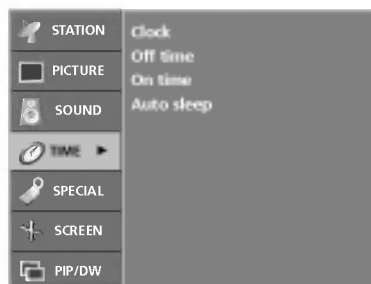 STATION
PICTURE
SOUND
TIME
SPECIAL
SCREEN
PIP/DW
Clock
Off time
On time
Auto sleep